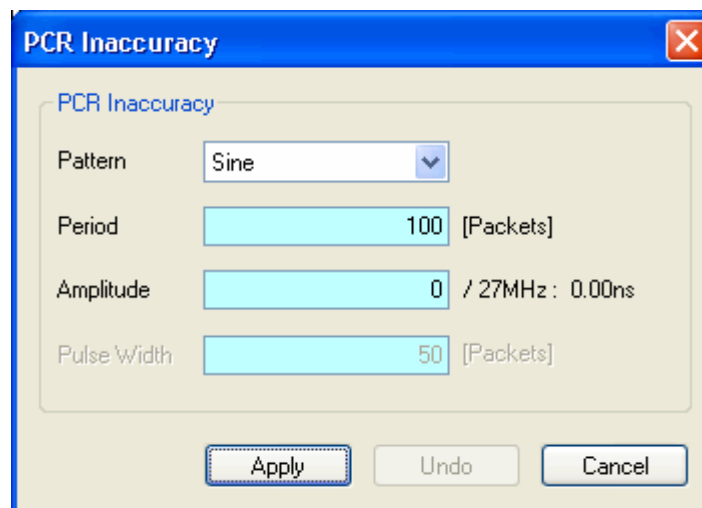 PCR Inaccuracy
PCR Inaccuracy
Pattern Sine
Period 100 [Packets]
Amplitude 0 / 27MHz : 0.00ns
Pulse Width 50 [Packets]
Apply Undo Cancel